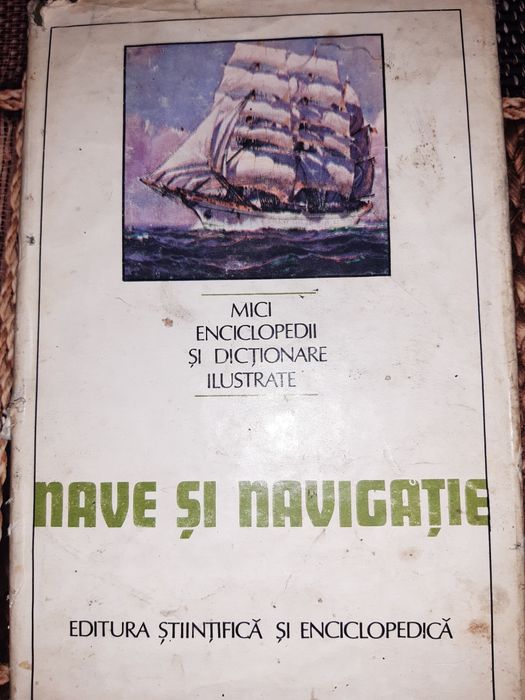 MICI
ENCICLOPEDII
ȘI DICȚIONARE
ILUSTRATE
NAVE ȘI NAVIGAȚIE
EDITURA ȘTIINȚIFICĂ ȘI ENCICLOPEDICĂ